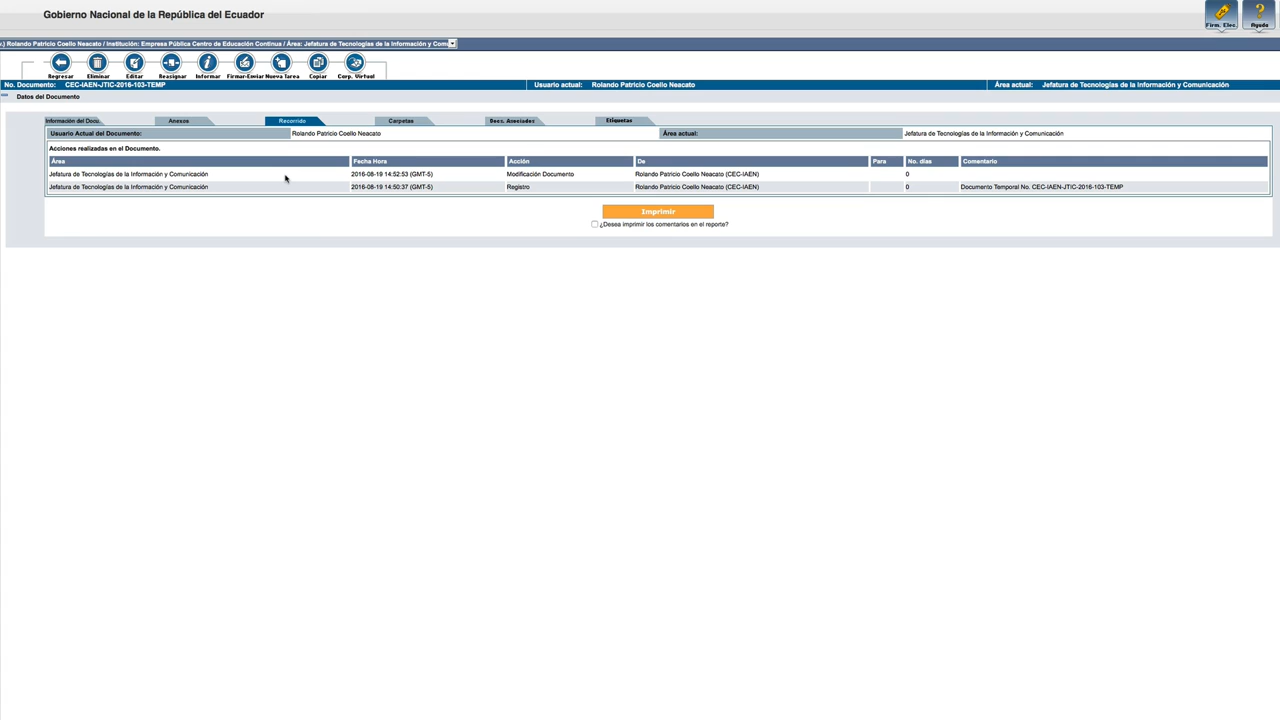 Gobierno Nacional de la República del Ecuador
Firm. Elec. Ayuda
.) Rolando Patricio Coello Neacato / Institución: Empresa Pública Centro de Educación Continua / Área: Jefatura de Tecnologías de la Información y Com
Regresar Eliminar Editar Reasignar Informar Firmar-Enviar Nueva Tarea Copiar Carp. Virtual
No. Documento: CEC-IAEN-JTIC-2016-103-TEMP Usuario actual: Rolando Patricio Coello Neacato Área actual: Jefatura de Tecnologías de la Información y Comunicación
Datos del Documento
Información del Docu. Anexos Recorrido Carpetas Docs. Asociados Etiquetas
Usuario Actual del Documento: Rolando Patricio Coello Neacato Área actual: Jefatura de Tecnologías de la Información y Comunicación
Acciones realizadas en el Documento.
Área Fecha Hora Acción De Para No. días Comentario
Jefatura de Tecnologías de la Información y Comunicación 2016-08-19 14:52:53 (GMT-5) Modificación Documento Rolando Patricio Coello Neacato (CEC-IAEN) 0
Jefatura de Tecnologías de la Información y Comunicación 2016-08-19 14:50:37 (GMT-5) Registro Rolando Patricio Coello Neacato (CEC-IAEN) 0 Documento Temporal No. CEC-IAEN-JTIC-2016-103-TEMP
Imprimir
¿Desea imprimir los comentarios en el reporte?